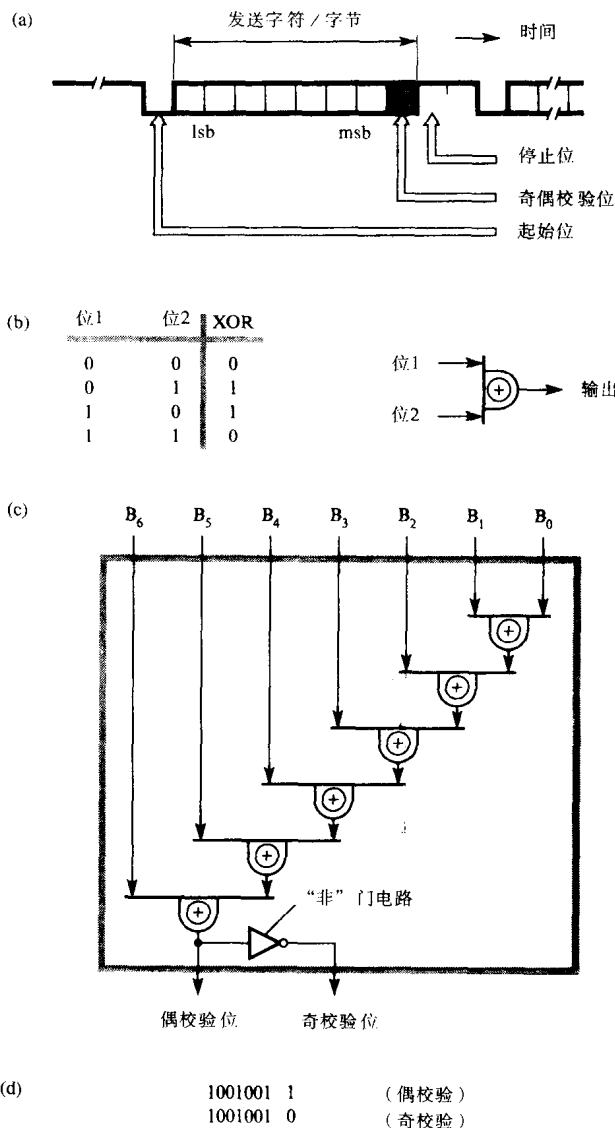 (a)
发送字符/字节
时间
lsb
msb
停止位
奇偶校验位
起始位
(b)
位1 位2 XOR
0 0 0
0 1 1
1 0 1
1 1 0
位1
位2
输出
(c)
B₆ B₅ B₄ B₃ B₂ B₁ B₀
“非”门电路
偶校验位 奇校验位
(d)
1001001 1 (偶校验)
1001001 0 (奇校验)